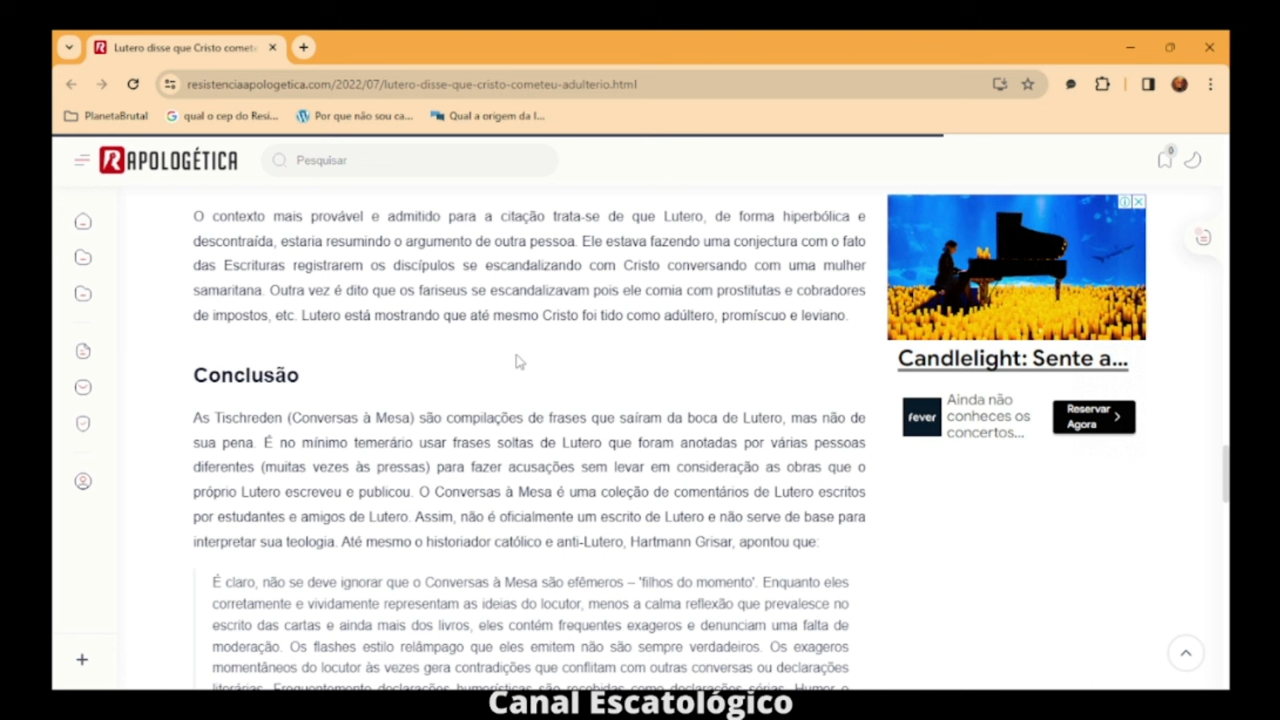 Lutero disse que Cristo comet
resistenciaapologetica.com/2022/07/lutero-disse-que-cristo-cometeu-adulterio.html
PlanetaBrutal
qual o cep do Resi...
Por que não sou ca...
Qual a origem da I...
R APOLOGÉTICA
Pesquisar
0
O contexto mais provável e admitido para a citação trata-se de que Lutero, de forma hiperbólica e
descontraída, estaria resumindo o argumento de outra pessoa. Ele estava fazendo uma conjectura com o fato
das Escrituras registrarem os discípulos se escandalizando com Cristo conversando com uma mulher
samaritana. Outra vez é dito que os fariseus se escandalizavam pois ele comia com prostitutas e cobradores
de impostos, etc. Lutero está mostrando que até mesmo Cristo foi tido como adúltero, promíscuo e leviano.
Conclusão
As Tischreden (Conversas à Mesa) são compilações de frases que saíram da boca de Lutero, mas não de
sua pena. É no mínimo temerário usar frases soltas de Lutero que foram anotadas por várias pessoas
diferentes (muitas vezes às pressas) para fazer acusações sem levar em consideração as obras que o
próprio Lutero escreveu e publicou. O Conversas à Mesa é uma coleção de comentários de Lutero escritos
por estudantes e amigos de Lutero. Assim, não é oficialmente um escrito de Lutero e não serve de base para
interpretar sua teologia. Até mesmo o historiador católico e anti-Lutero, Hartmann Grisar, apontou que:
É claro, não se deve ignorar que o Conversas à Mesa são efêmeros – 'filhos do momento'. Enquanto eles
corretamente e vividamente representam as ideias do locutor, menos a calma reflexão que prevalesce no
escrito das cartas e ainda mais dos livros, eles contém frequentes exageros e denunciam uma falta de
moderação. Os flashes estilo relâmpago que eles emitem não são sempre verdadeiros. Os exageros
momentâneos do locutor às vezes gera contradições que conflitam com outras conversas ou declarações
literárias. Frequentemente declarações humorísticas são recebidas como declarações sérias. Humor e
Candlelight: Sente a...
fever
Ainda não
conheces os
concertos...
Reservar
Agora
Canal Escatológico